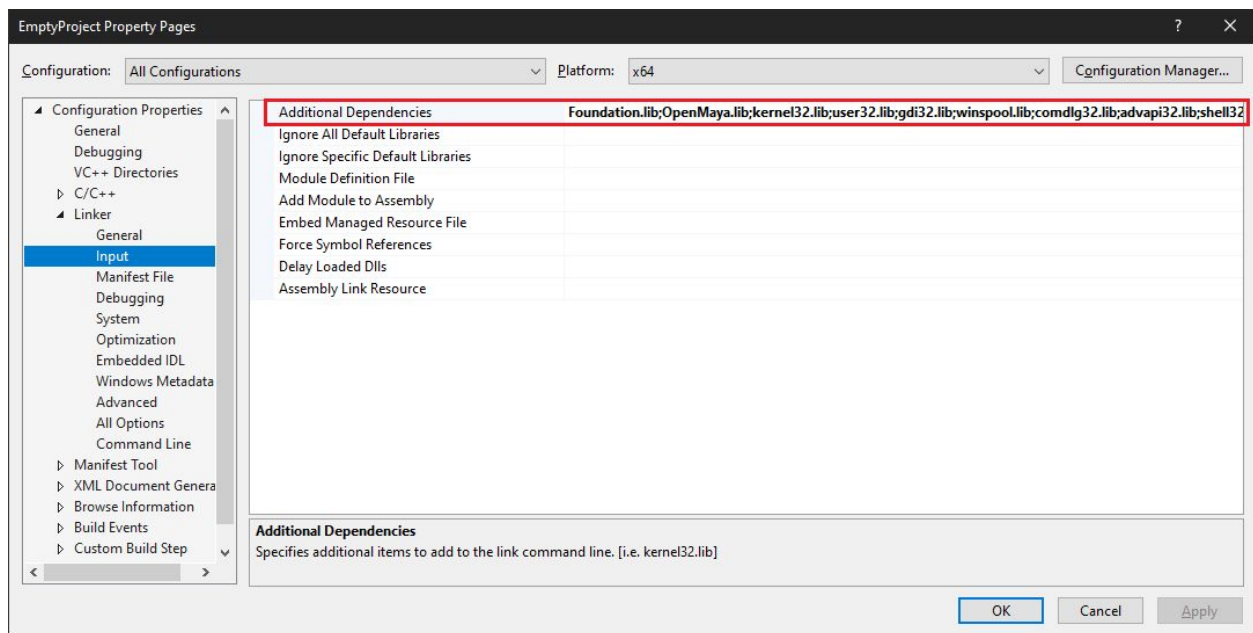 EmptyProject Property Pages
Configuration: All Configurations Platform: x64 Configuration Manager...
Configuration Properties
General
Debugging
VC++ Directories
C/C++
Linker
General
Input
Manifest File
Debugging
System
Optimization
Embedded IDL
Windows Metadata
Advanced
All Options
Command Line
Manifest Tool
XML Document Genera
Browse Information
Build Events
Custom Build Step
Additional Dependencies Foundation.lib;OpenMaya.lib;kernel32.lib;user32.lib;gdi32.lib;winspool.lib;comdlg32.lib;advapi32.lib;shell32
Ignore All Default Libraries
Ignore Specific Default Libraries
Module Definition File
Add Module to Assembly
Embed Managed Resource File
Force Symbol References
Delay Loaded Dlls
Assembly Link Resource
Additional Dependencies
Specifies additional items to add to the link command line. [i.e. kernel32.lib]
OK Cancel Apply